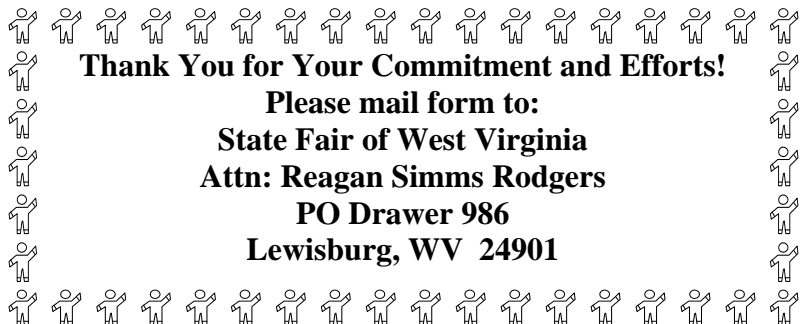 Thank You for Your Commitment and Efforts!
Please mail form to:
State Fair of West Virginia
Attn: Reagan Simms Rodgers
PO Drawer 986
Lewisburg, WV  24901